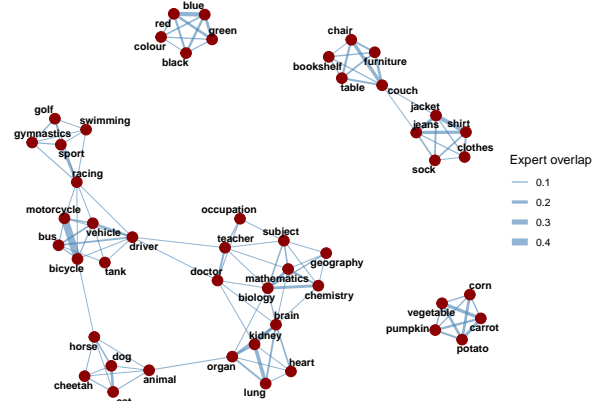 blue
red
green
colour
black
chair
furniture
bookshelf
table
couch
jacket
jeans
shirt
clothes
sock
golf
swimming
gymnastics
sport
racing
motorcycle
vehicle
bus
driver
bicycle
tank
occupation
teacher
subject
geography
doctor
mathematics
biology
chemistry
brain
kidney
organ
heart
lung
horse
dog
cheetah
animal
corn
vegetable
pumpkin
carrot
potato
Expert overlap
0.1
0.2
0.3
0.4